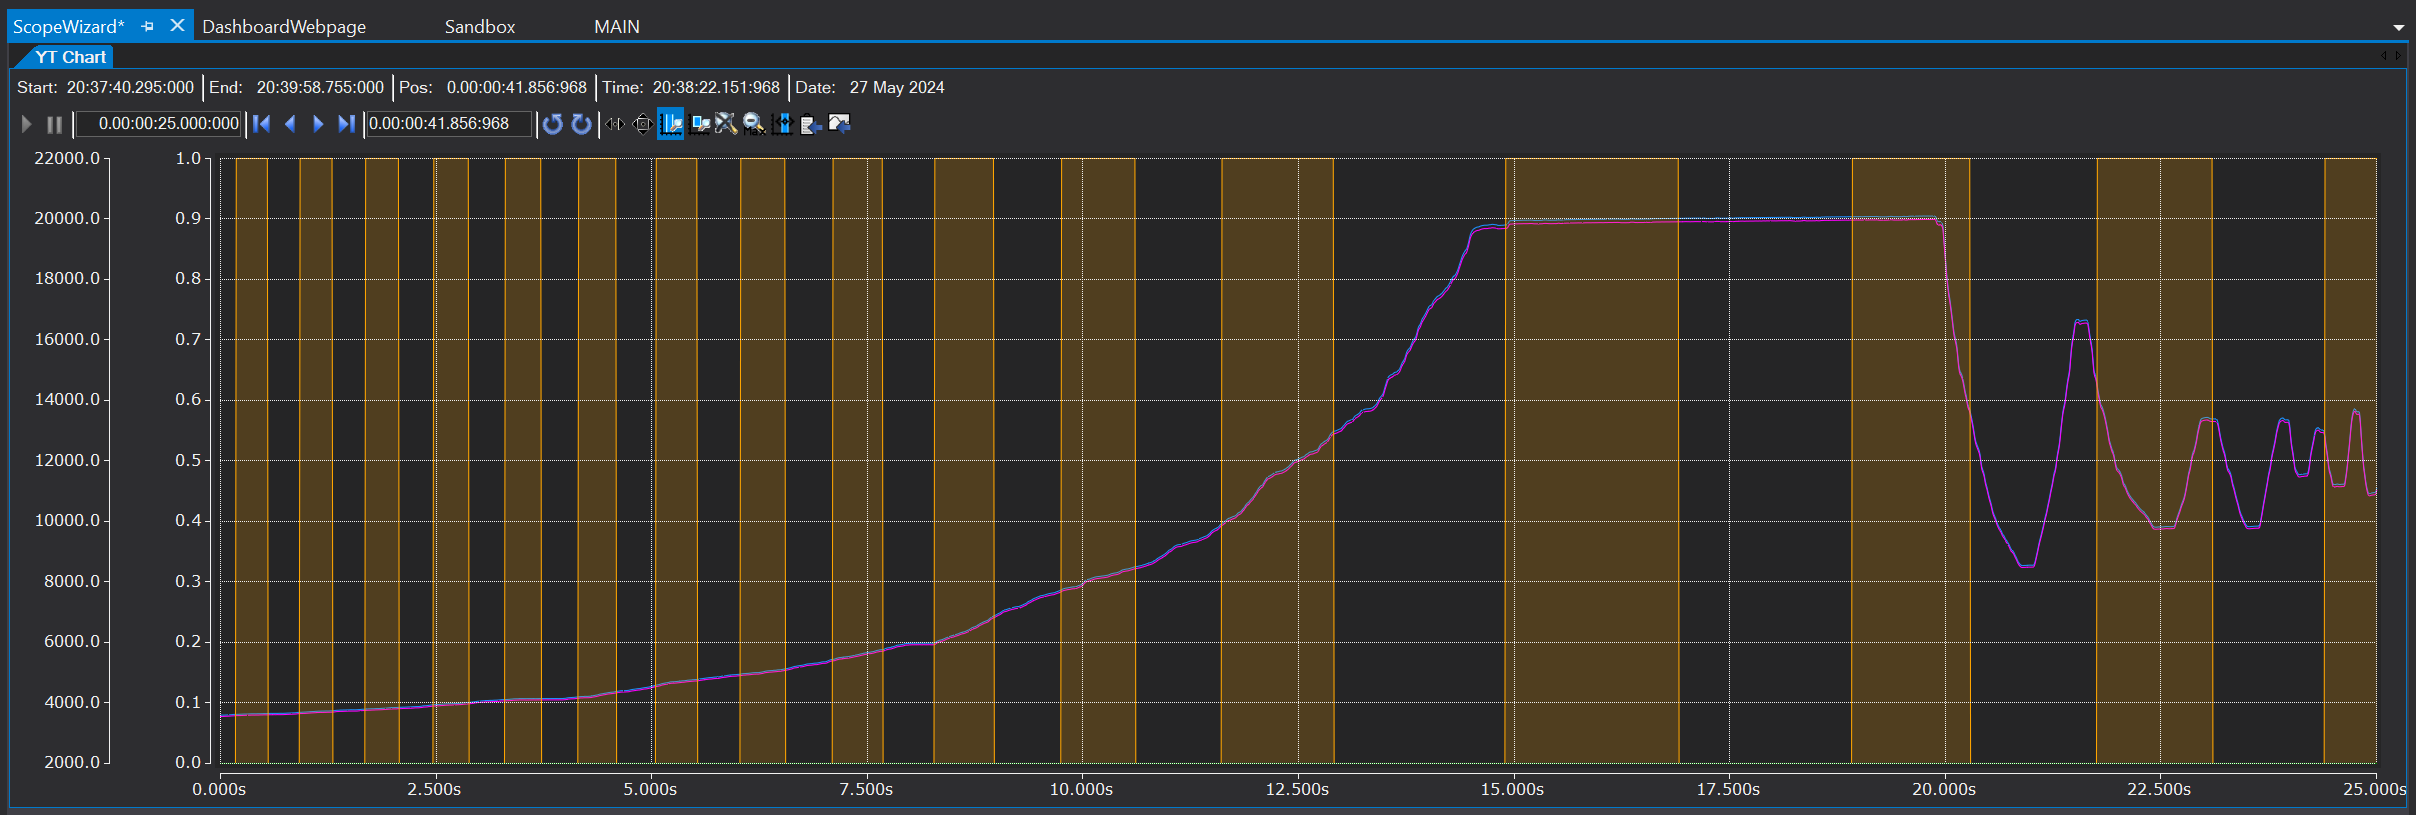 ScopeWizard* DashboardWebpage Sandbox MAIN
YT Chart
Start: 20:37:40.295:000 End: 20:39:58.755:000 Pos: 0.00:00:41.856:968 Time: 20:38:22.151:968 Date: 27 May 2024
0.00:00:25.000:000 0.00:00:41.856:968 Max
22000.0 1.0
20000.0 0.9
18000.0 0.8
16000.0 0.7
14000.0 0.6
12000.0 0.5
10000.0 0.4
8000.0 0.3
6000.0 0.2
4000.0 0.1
2000.0 0.0
0.000s 2.500s 5.000s 7.500s 10.000s 12.500s 15.000s 17.500s 20.000s 22.500s 25.000s